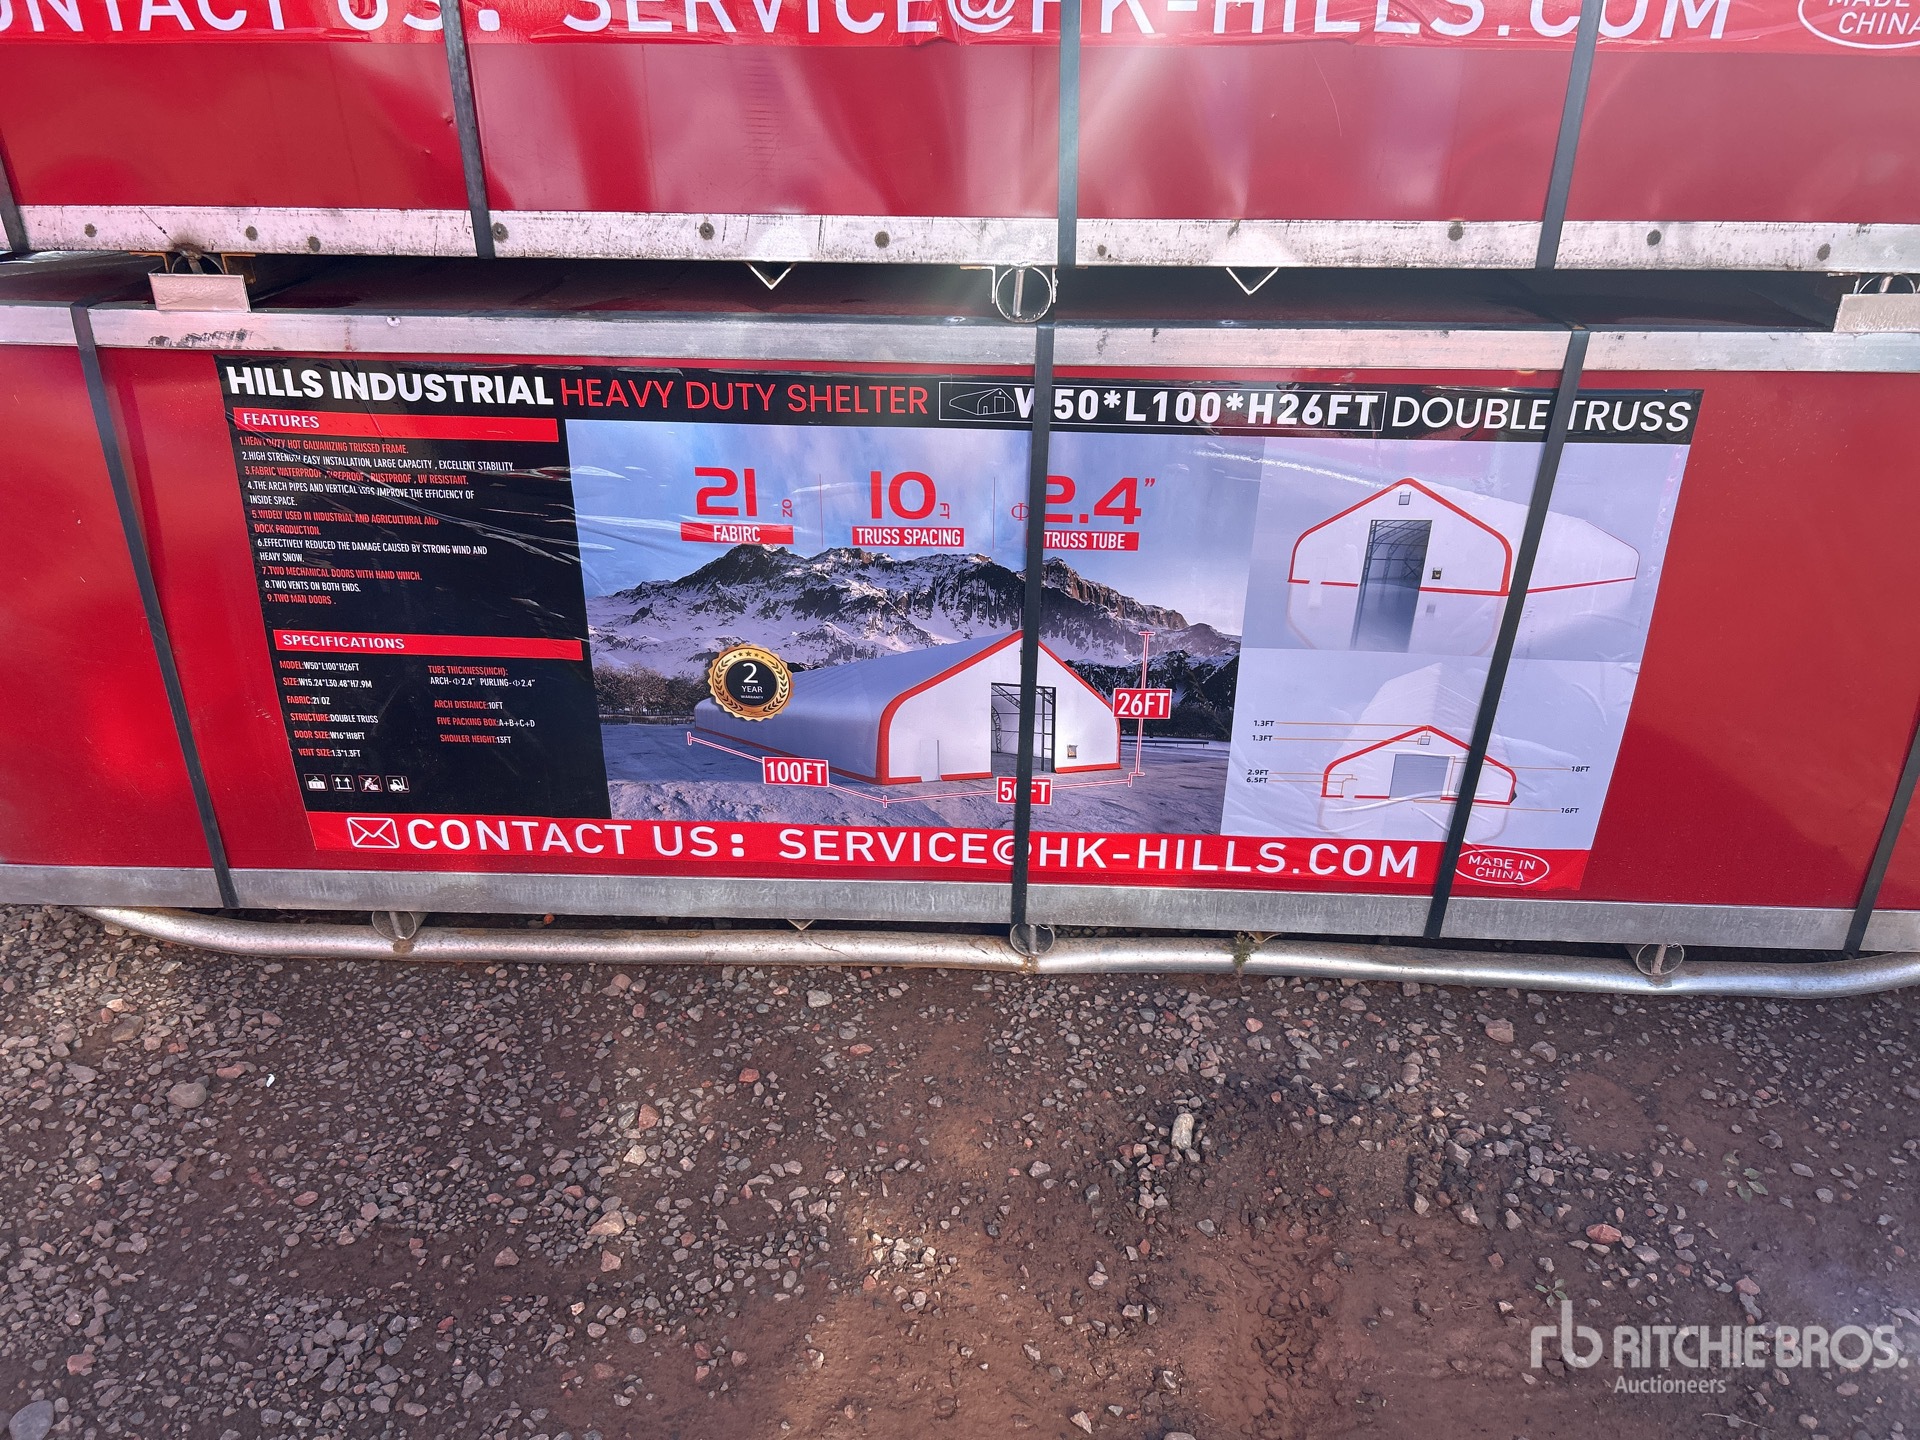 CONTACT US: SERVICE@HK-HILLS.COM
MADE
CHINA
HILLS INDUSTRIAL HEAVY DUTY SHELTER W50*L100*H26FT DOUBLE TRUSS
FEATURES
1.HEAVY DUTY HOT GALVANIZING TRUSSED FRAME.
2.HIGH STRENGTH EASY INSTALLATION, LARGE CAPACITY , EXCELLENT STABILITY.
3.FABRIC WATERPROOF , FIREPROOF , RUSTPROOF , UV RESISTANT.
4.THE ARCH PIPES AND VERTICAL LEGS IMPROVE THE EFFICIENCY OF
INSIDE SPACE.
5.WIDELY USED IN INDUSTRIAL AND AGRICULTURAL AND
DOCK PRODUCTION.
6.EFFECTIVELY REDUCED THE DAMAGE CAUSED BY STRONG WIND AND
HEAVY SNOW.
7.TWO MECHANICAL DOORS WITH HAND WINCH.
8.TWO VENTS ON BOTH ENDS.
9.TWO MAN DOORS .
SPECIFICATIONS
MODEL:W50*L100*H26FT
SIZE:W15.24*L30.48*H7.9M
FABRIC:21 OZ
STRUCTURE:DOUBLE TRUSS
DOOR SIZE:W16*H18FT
VENT SIZE:1.3*1.3FT
TUBE THICKNESS(INCH):
ARCH-Φ2.4" PURLING-Φ2.4"
ARCH DISTANCE:10FT
FIVE PACKING BOX:A+B+C+D
SHOULER HEIGHT:13FT
21 OZ
FABIRC
10 FT
TRUSS SPACING
Φ2.4"
TRUSS TUBE
2
YEAR
WARRANTY
26FT
100FT
50FT
1.3FT
1.3FT
2.9FT
6.5FT
18FT
16FT
CONTACT US: SERVICE@HK-HILLS.COM
MADE IN
CHINA
rb RITCHIE BROS.
Auctioneers